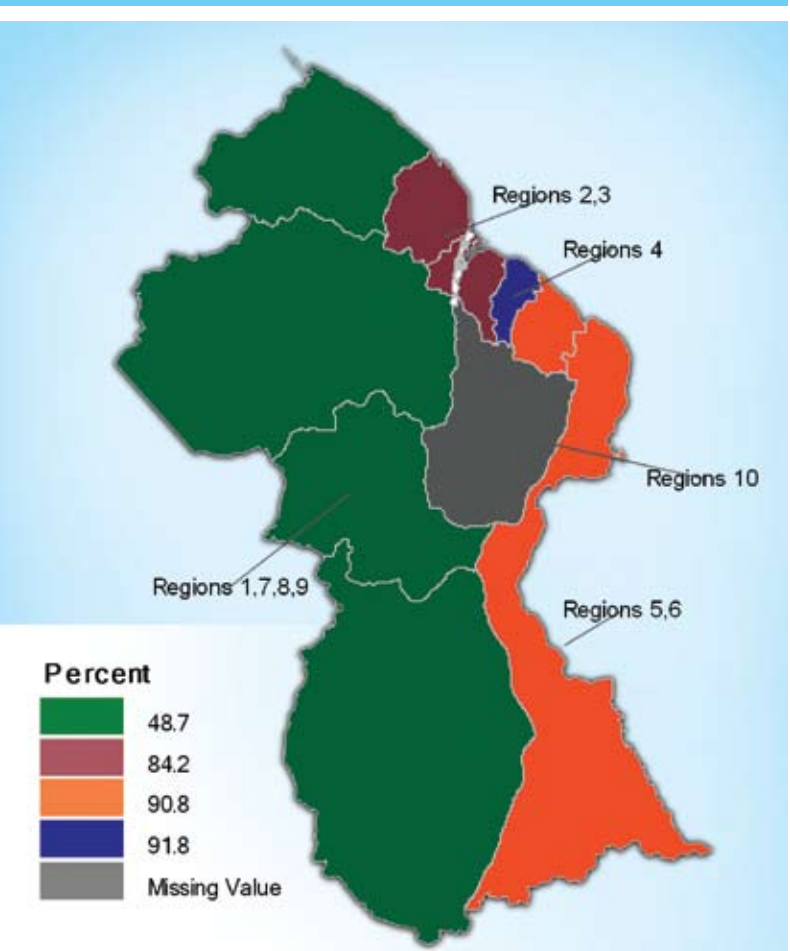 Regions 2,3
Regions 4
Regions 10
Regions 1,7,8,9
Regions 5,6
Percent
48.7
84.2
90.8
91.8
Missing Value